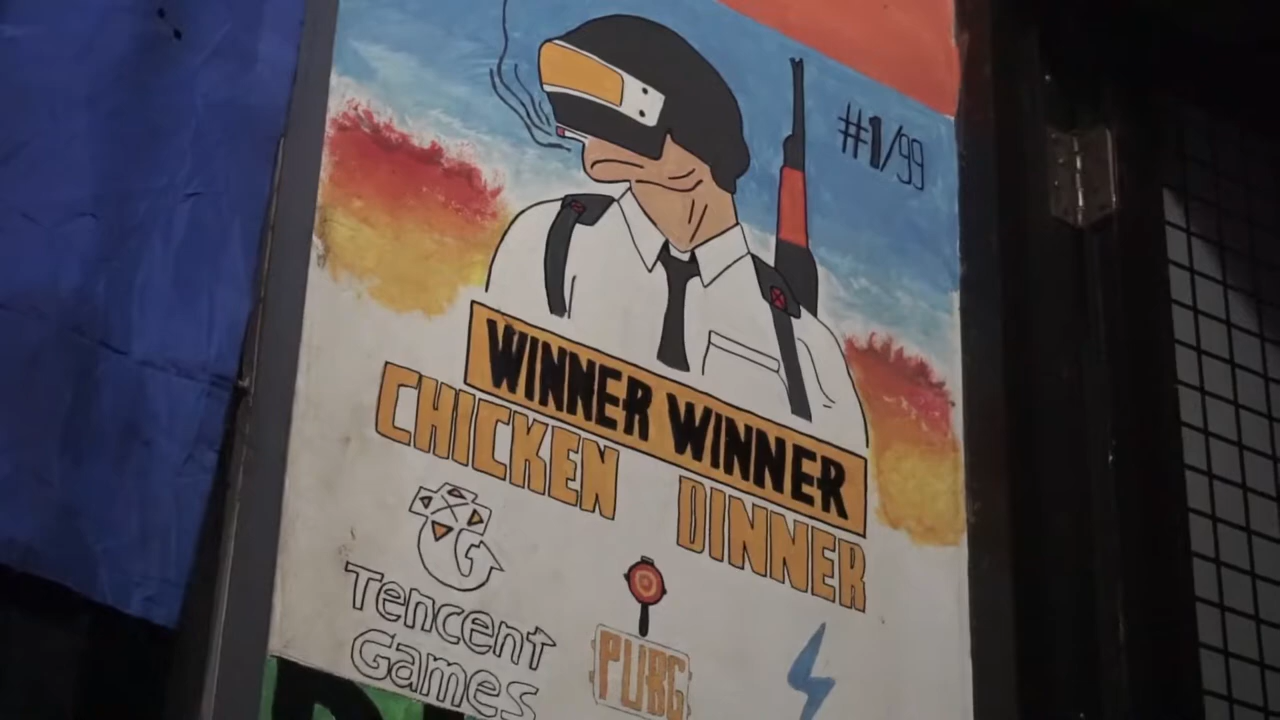 #1/99
WINNER WINNER
CHICKEN DINNER
Tencent
Games
PUBG